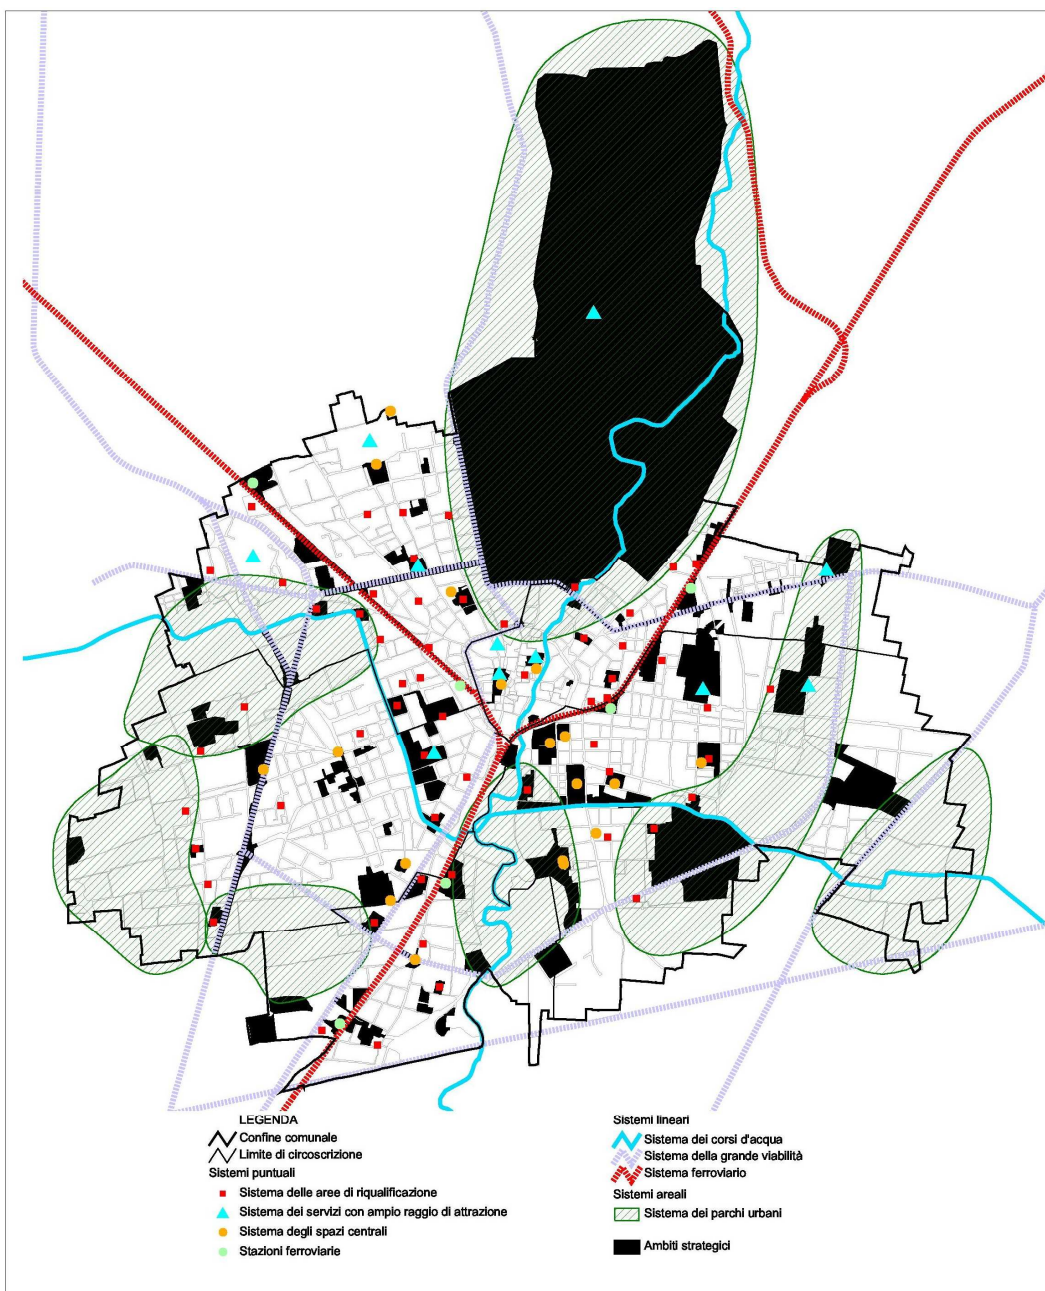 LEGENDA
Confine comunale
Limite di circoscrizione
Sistemi puntuali
Sistema delle aree di riqualificazione
Sistema dei servizi con ampio raggio di attrazione
Sistema degli spazi centrali
Stazioni ferroviarie
Sistemi lineari
Sistema dei corsi d'acqua
Sistema della grande viabilità
Sistema ferroviario
Sistemi areali
Sistema dei parchi urbani
Ambiti strategici